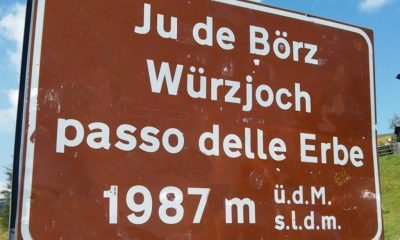 Ju de Börz
Würzjoch
passo delle Erbe
1987 m ü.d.M.
s.l.d.m.